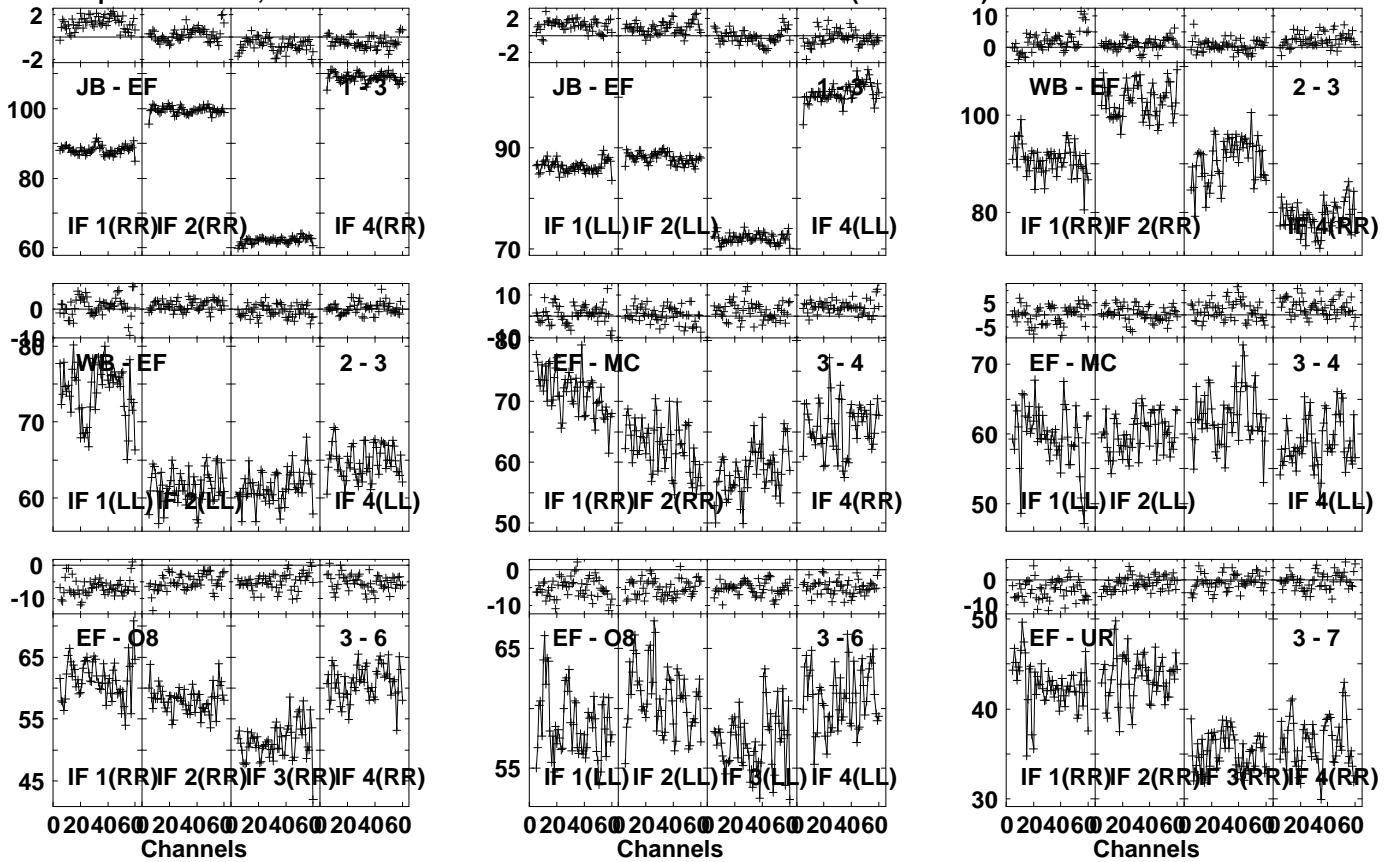 2
0
-2
JB - EF
1 - 3
100
80
60
IF 1(RR)
IF 2(RR)
IF 4(RR)
2
0
-2
JB - EF
1 - 3
90
70
IF 1(LL)
IF 2(LL)
IF 4(LL)
10
0
WB - EF
2 - 3
100
80
IF 1(RR)
IF 2(RR)
IF 4(RR)
0
-10
WB - EF
2 - 3
80
70
60
IF 1(LL)
IF 2(LL)
IF 4(LL)
10
EF - MC
3 - 4
80
70
60
50
IF 1(RR)
IF 2(RR)
IF 4(RR)
5
-5
EF - MC
3 - 4
70
60
50
IF 1(LL)
IF 2(LL)
IF 4(LL)
0
-10
EF - O8
3 - 6
65
55
45
IF 1(RR)
IF 2(RR)
IF 3(RR)
IF 4(RR)
0 20 40 60 0 20 40 60 0 20 40 60 0 20 40 60
Channels
0
-10
EF - O8
3 - 6
65
55
IF 1(LL)
IF 2(LL)
IF 3(LL)
IF 4(LL)
0 20 40 60 0 20 40 60 0 20 40 60 0 20 40 60
Channels
0
-10
EF - UR
3 - 7
50
40
30
IF 1(RR)
IF 2(RR)
IF 3(RR)
IF 4(RR)
0 20 40 60 0 20 40 60 0 20 40 60 0 20 40 60
Channels